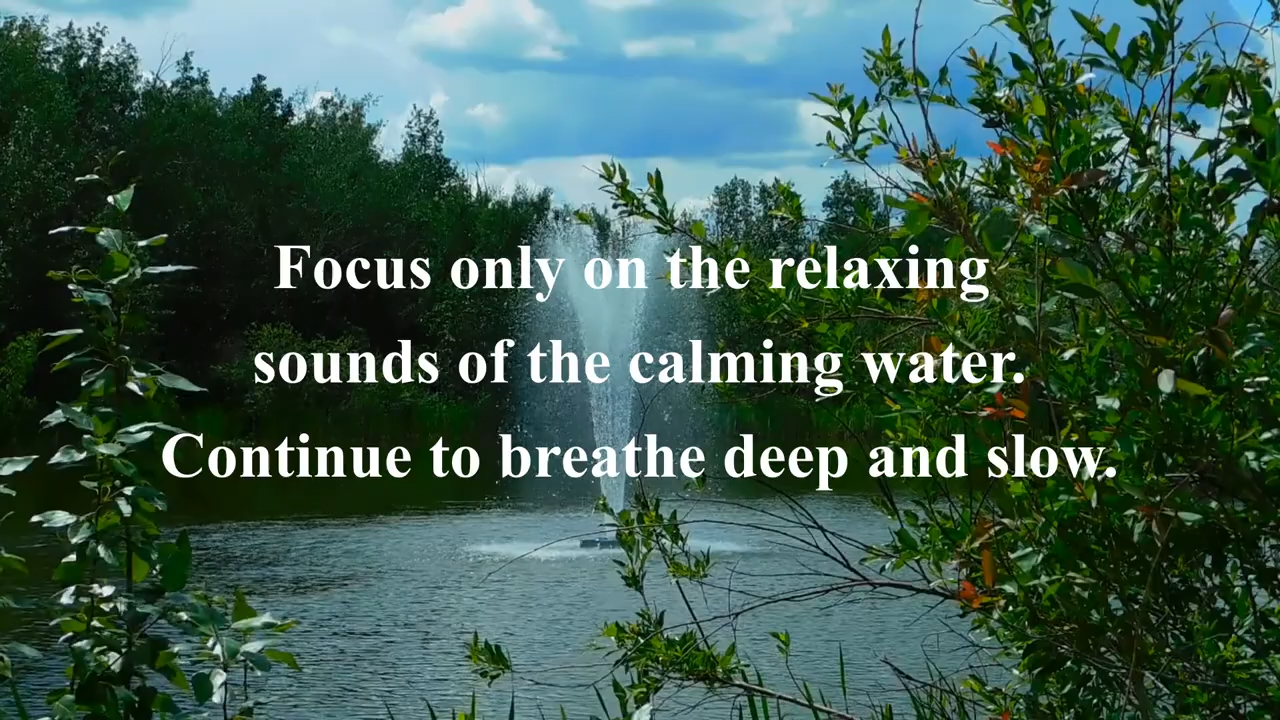 Focus only on the relaxing
sounds of the calming water.
Continue to breathe deep and slow.